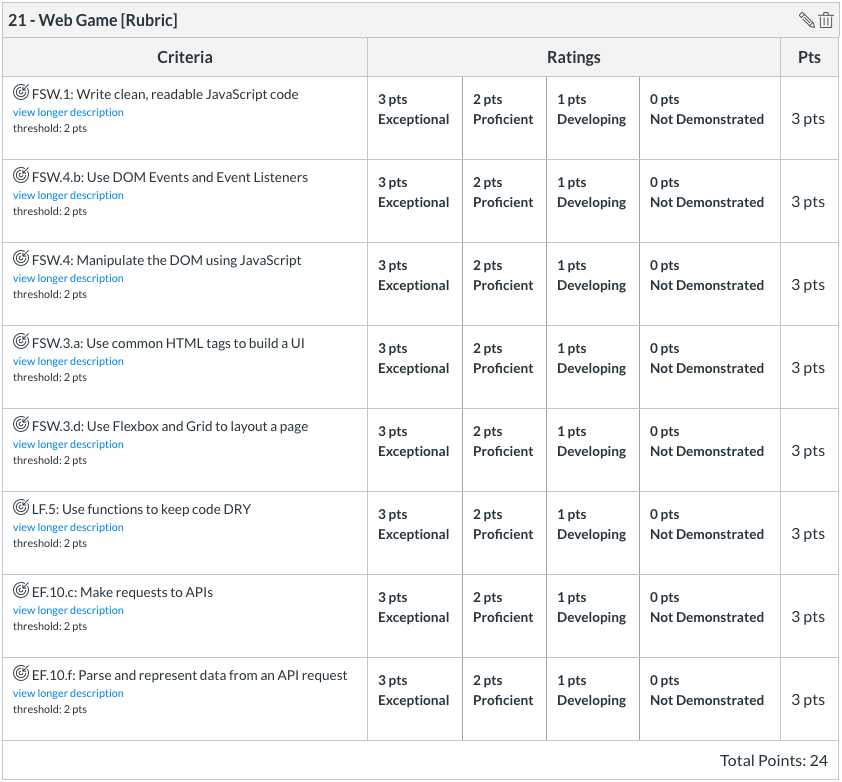 21 - Web Game [Rubric]
Criteria Ratings Pts
FSW.1: Write clean, readable JavaScript code
view longer description
threshold: 2 pts
3 pts 2 pts 1 pts 0 pts
Exceptional Proficient Developing Not Demonstrated
3 pts
FSW.4.b: Use DOM Events and Event Listeners
view longer description
threshold: 2 pts
3 pts 2 pts 1 pts 0 pts
Exceptional Proficient Developing Not Demonstrated
3 pts
FSW.4: Manipulate the DOM using JavaScript
view longer description
threshold: 2 pts
3 pts 2 pts 1 pts 0 pts
Exceptional Proficient Developing Not Demonstrated
3 pts
FSW.3.a: Use common HTML tags to build a UI
view longer description
threshold: 2 pts
3 pts 2 pts 1 pts 0 pts
Exceptional Proficient Developing Not Demonstrated
3 pts
FSW.3.d: Use Flexbox and Grid to layout a page
view longer description
threshold: 2 pts
3 pts 2 pts 1 pts 0 pts
Exceptional Proficient Developing Not Demonstrated
3 pts
LF.5: Use functions to keep code DRY
view longer description
threshold: 2 pts
3 pts 2 pts 1 pts 0 pts
Exceptional Proficient Developing Not Demonstrated
3 pts
EF.10.c: Make requests to APIs
view longer description
threshold: 2 pts
3 pts 2 pts 1 pts 0 pts
Exceptional Proficient Developing Not Demonstrated
3 pts
EF.10.f: Parse and represent data from an API request
view longer description
threshold: 2 pts
3 pts 2 pts 1 pts 0 pts
Exceptional Proficient Developing Not Demonstrated
3 pts
Total Points: 24